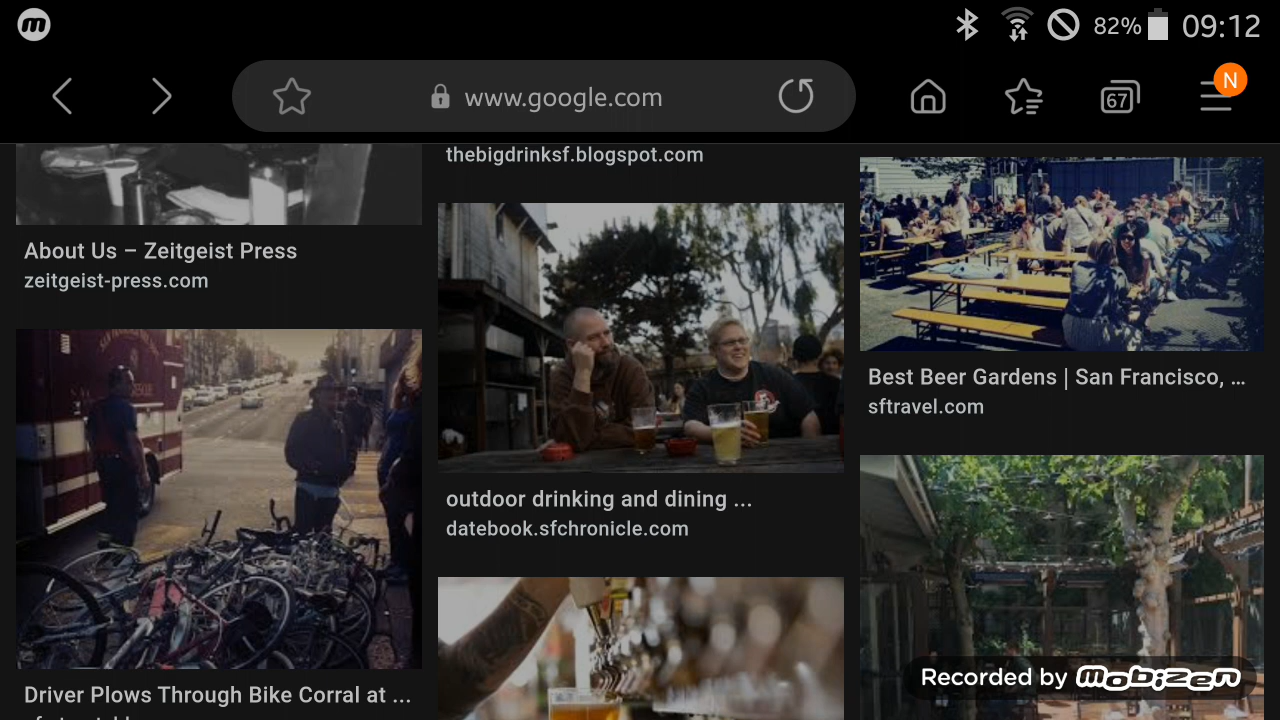 m
82%
09:12
www.google.com
67
N
thebigdrinksf.blogspot.com
About Us – Zeitgeist Press
zeitgeist-press.com
Best Beer Gardens | San Francisco, ...
sftravel.com
outdoor drinking and dining ...
datebook.sfchronicle.com
Driver Plows Through Bike Corral at ...
Recorded by mobizen